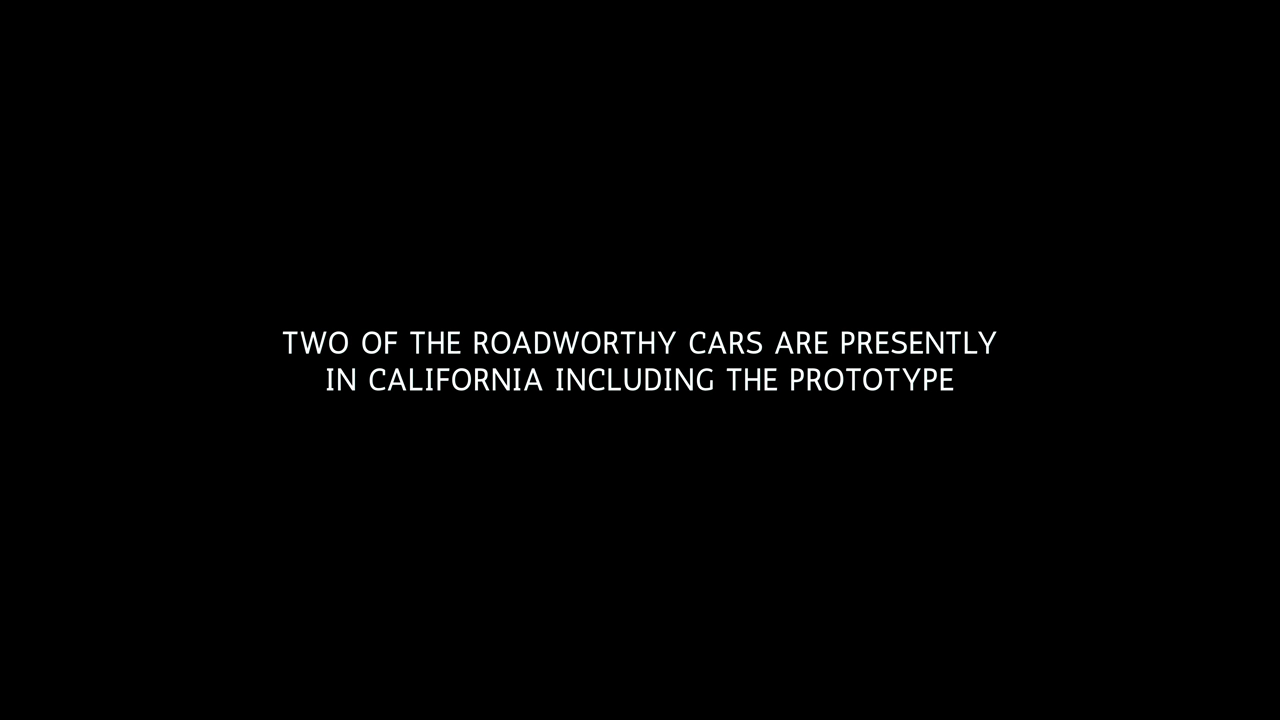 TWO OF THE ROADWORTHY CARS ARE PRESENTLY
IN CALIFORNIA INCLUDING THE PROTOTYPE